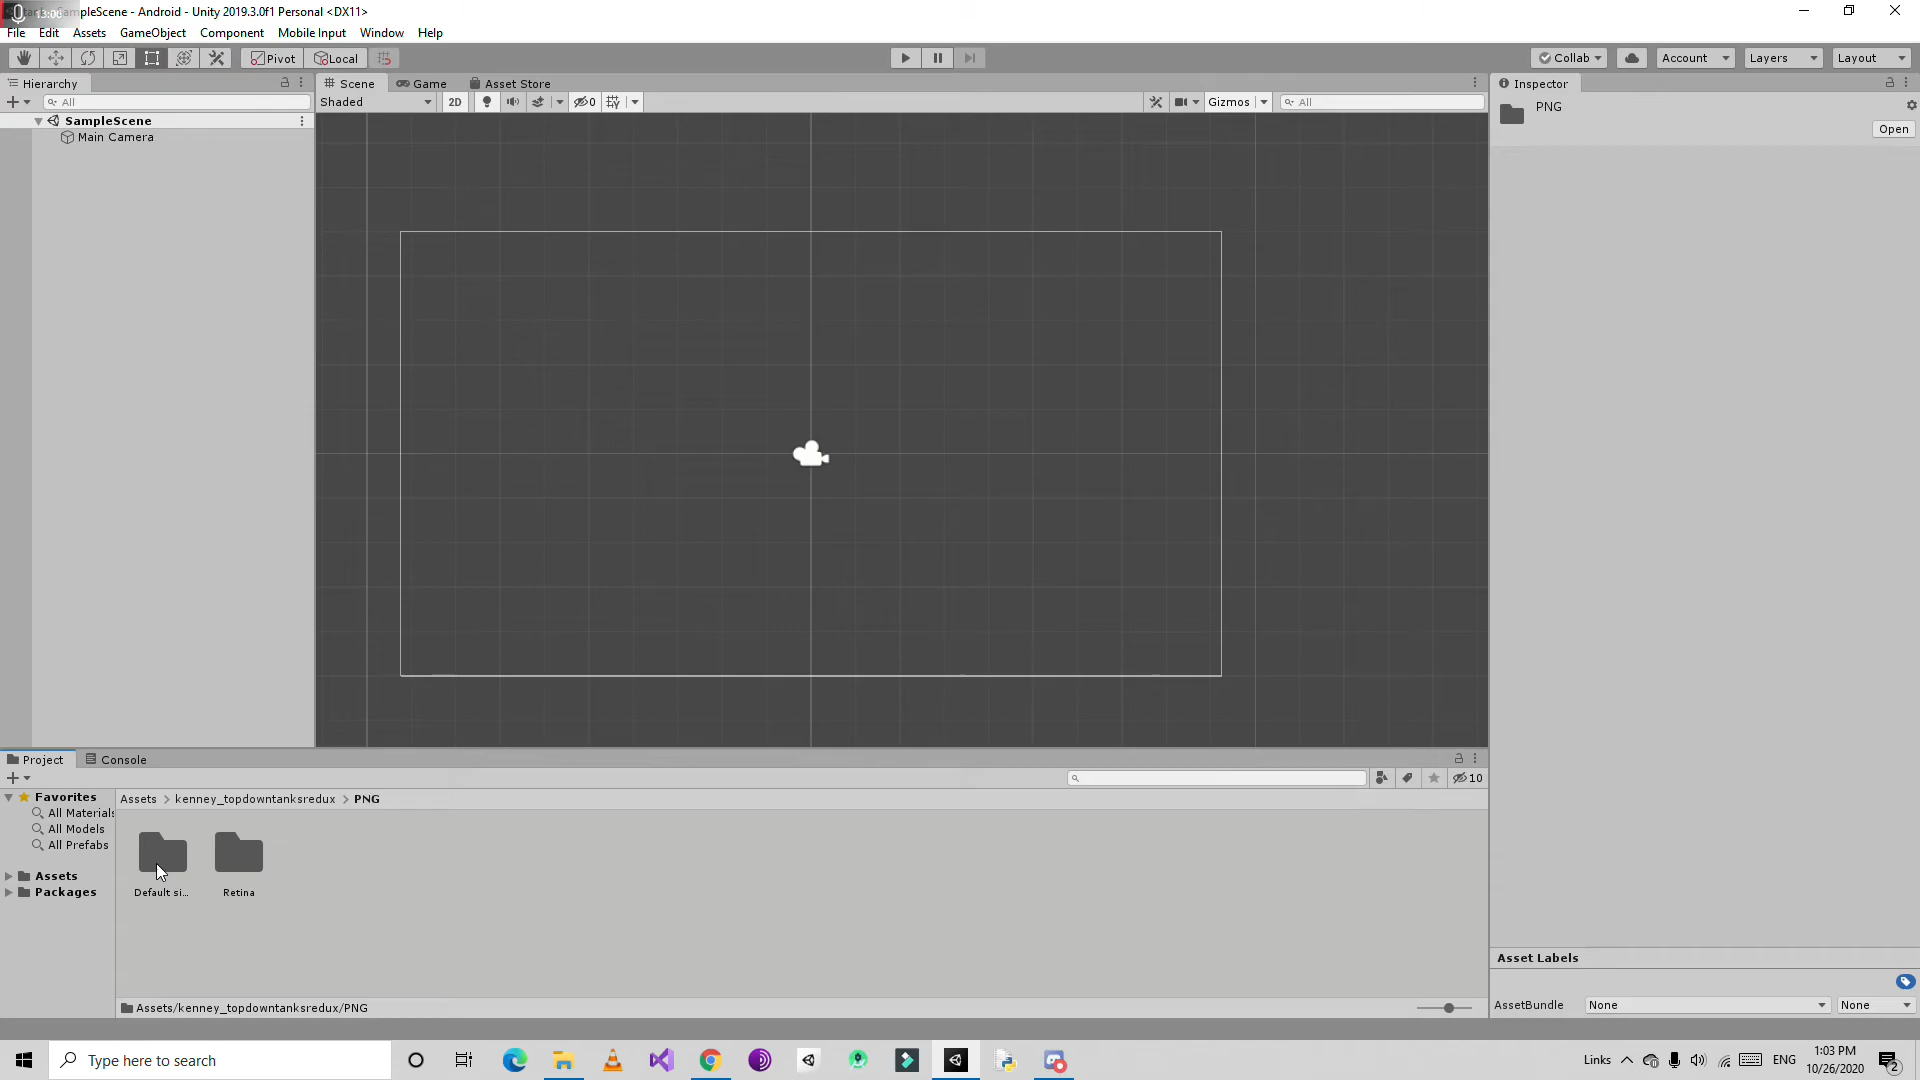 SampleScene - Android - Unity 2019.3.0f1 Personal <DX11>
File Edit Assets GameObject Component Mobile Input Window Help
Pivot Local Collab Account Layers Layout
Hierarchy
All
SampleScene
Main Camera
Scene Game Asset Store
Shaded 2D 0 Gizmos All
Inspector
PNG
Open
Project Console
10
Favorites
All Materials
All Models
All Prefabs
Assets
Packages
Assets > kenney_topdowntanksredux > PNG
Default si...
Retina
Assets/kenney_topdowntanksredux/PNG
Asset Labels
AssetBundle None None
Type here to search
Links ENG
1:03 PM
10/26/2020
2